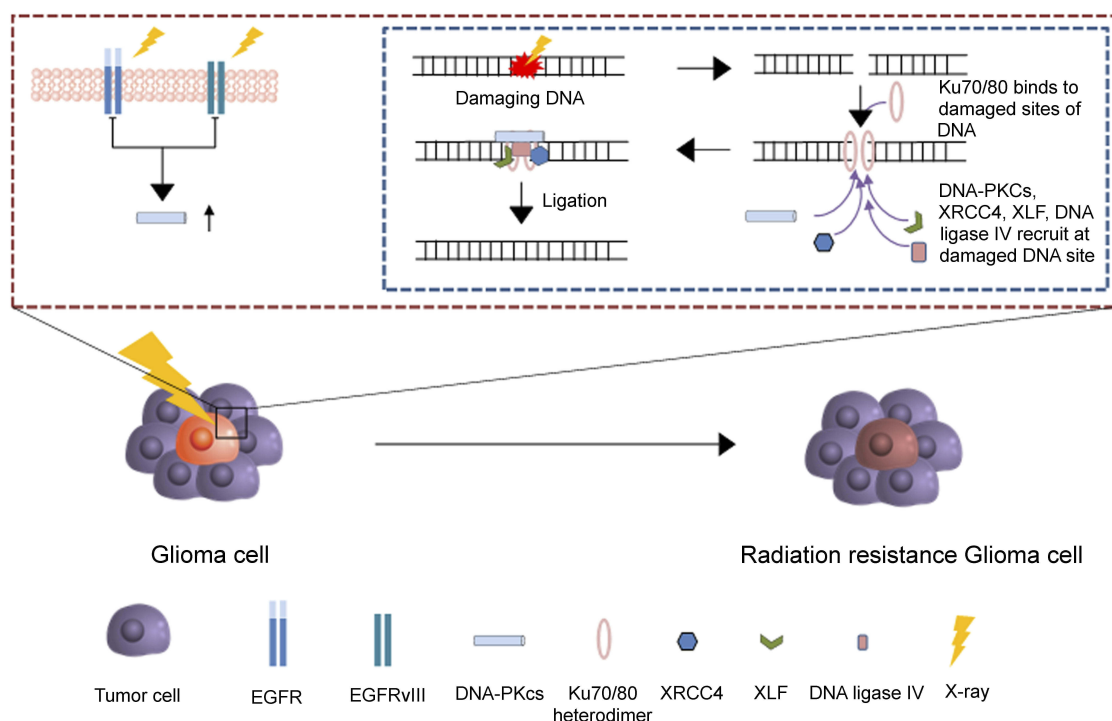 Damaging DNA
Ku70/80 binds to
damaged sites of
DNA
Ligation
DNA-PKCs,
XRCC4, XLF, DNA
ligase IV recruit at
damaged DNA site
Glioma cell
Radiation resistance Glioma cell
Tumor cell
EGFR
EGFRvIII
DNA-PKcs
Ku70/80
heterodimer
XRCC4
XLF
DNA ligase IV
X-ray